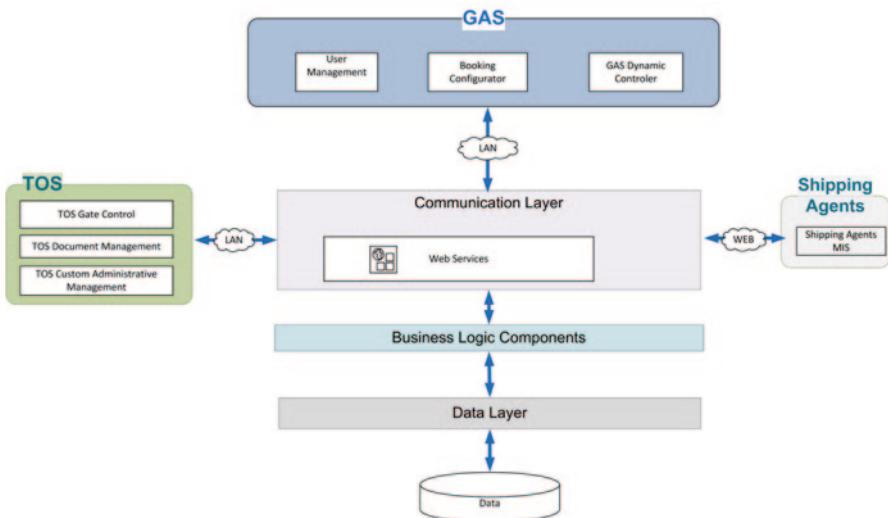 GAS
User
Management
Booking
Configurator
GAS Dynamic
Controler
LAN
TOS
TOS Gate Control
TOS Document Management
TOS Custom Administrative
Management
LAN
Communication Layer
Web Services
WEB
Shipping
Agents
Shipping Agents
MIS
Business Logic Components
Data Layer
Data